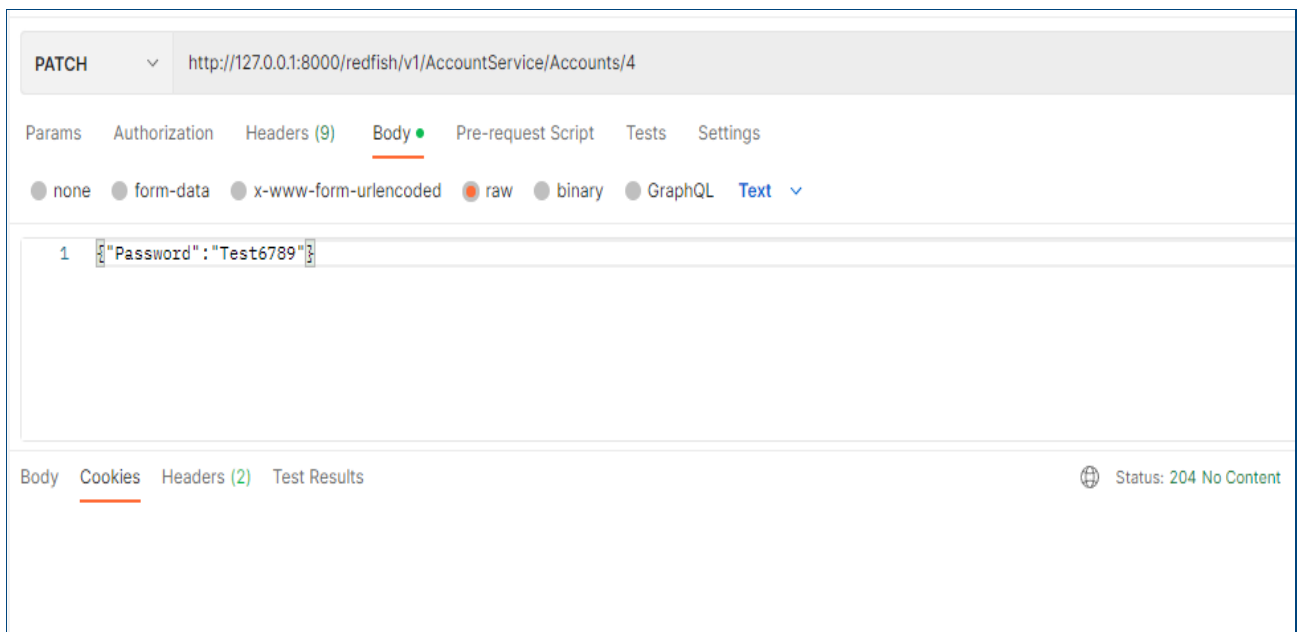 PATCH http://127.0.0.1:8000/redfish/v1/AccountService/Accounts/4
Params Authorization Headers (9) Body Pre-request Script Tests Settings
none form-data x-www-form-urlencoded raw binary GraphQL Text
1 {"Password":"Test6789"}
Body Cookies Headers (2) Test Results Status: 204 No Content